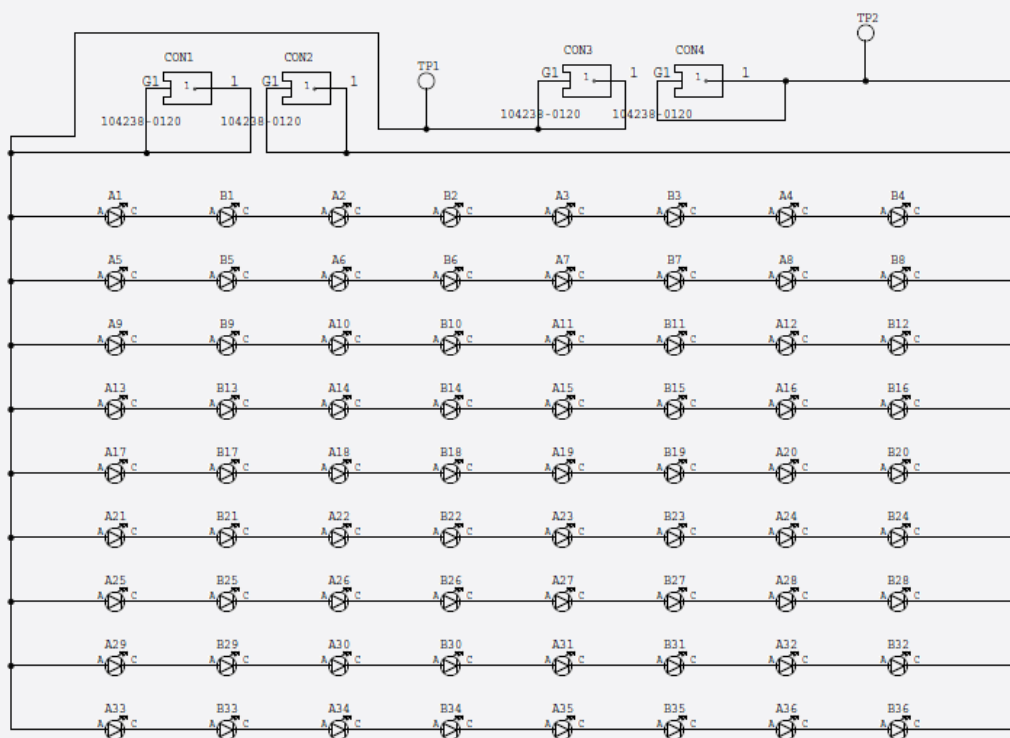 TP2
CON1 CON2 TP1 CON3 CON4
G1 1 1 G1 1 1 G1 1 1 G1 1 1
104238-0120 104238-0120 104238-0120 104238-0120
A1 B1 A2 B2 A3 B3 A4 B4
A C A C A C A C A C A C A C A C
A5 B5 A6 B6 A7 B7 A8 B8
A C A C A C A C A C A C A C A C
A9 B9 A10 B10 A11 B11 A12 B12
A C A C A C A C A C A C A C A C
A13 B13 A14 B14 A15 B15 A16 B16
A C A C A C A C A C A C A C A C
A17 B17 A18 B18 A19 B19 A20 B20
A C A C A C A C A C A C A C A C
A21 B21 A22 B22 A23 B23 A24 B24
A C A C A C A C A C A C A C A C
A25 B25 A26 B26 A27 B27 A28 B28
A C A C A C A C A C A C A C A C
A29 B29 A30 B30 A31 B31 A32 B32
A C A C A C A C A C A C A C A C
A33 B33 A34 B34 A35 B35 A36 B36
A C A C A C A C A C A C A C A C